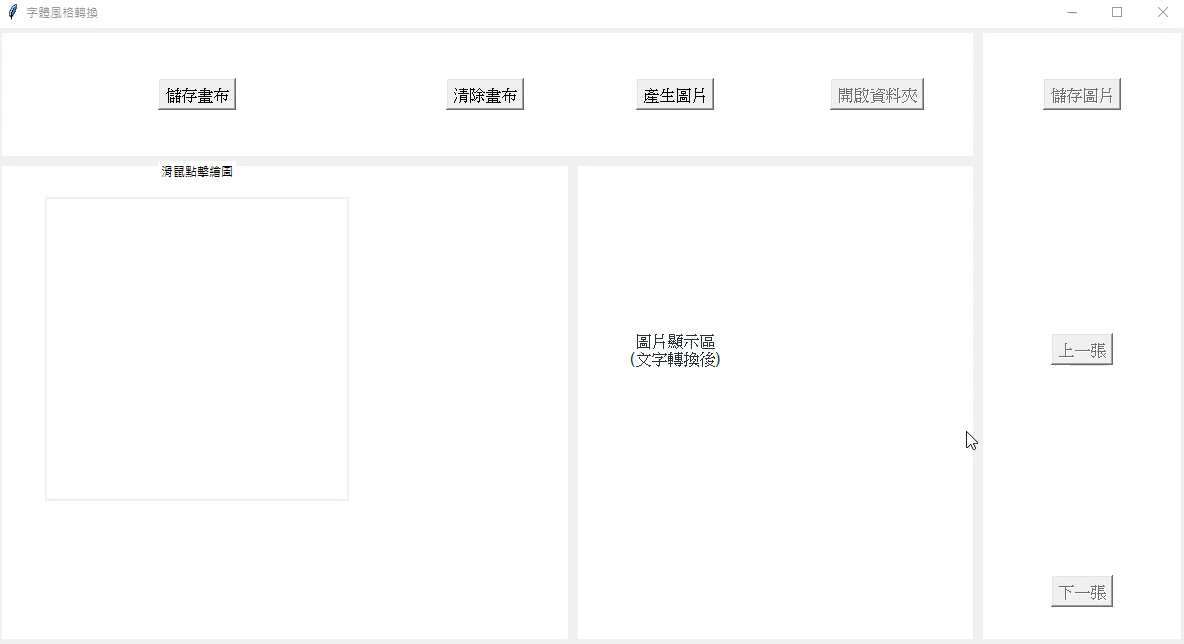 字體風格轉換
儲存畫布
清除畫布
產生圖片
開啟資料夾
儲存圖片
滑鼠點擊繪圖
圖片顯示區
(文字轉換後)
上一張
下一張